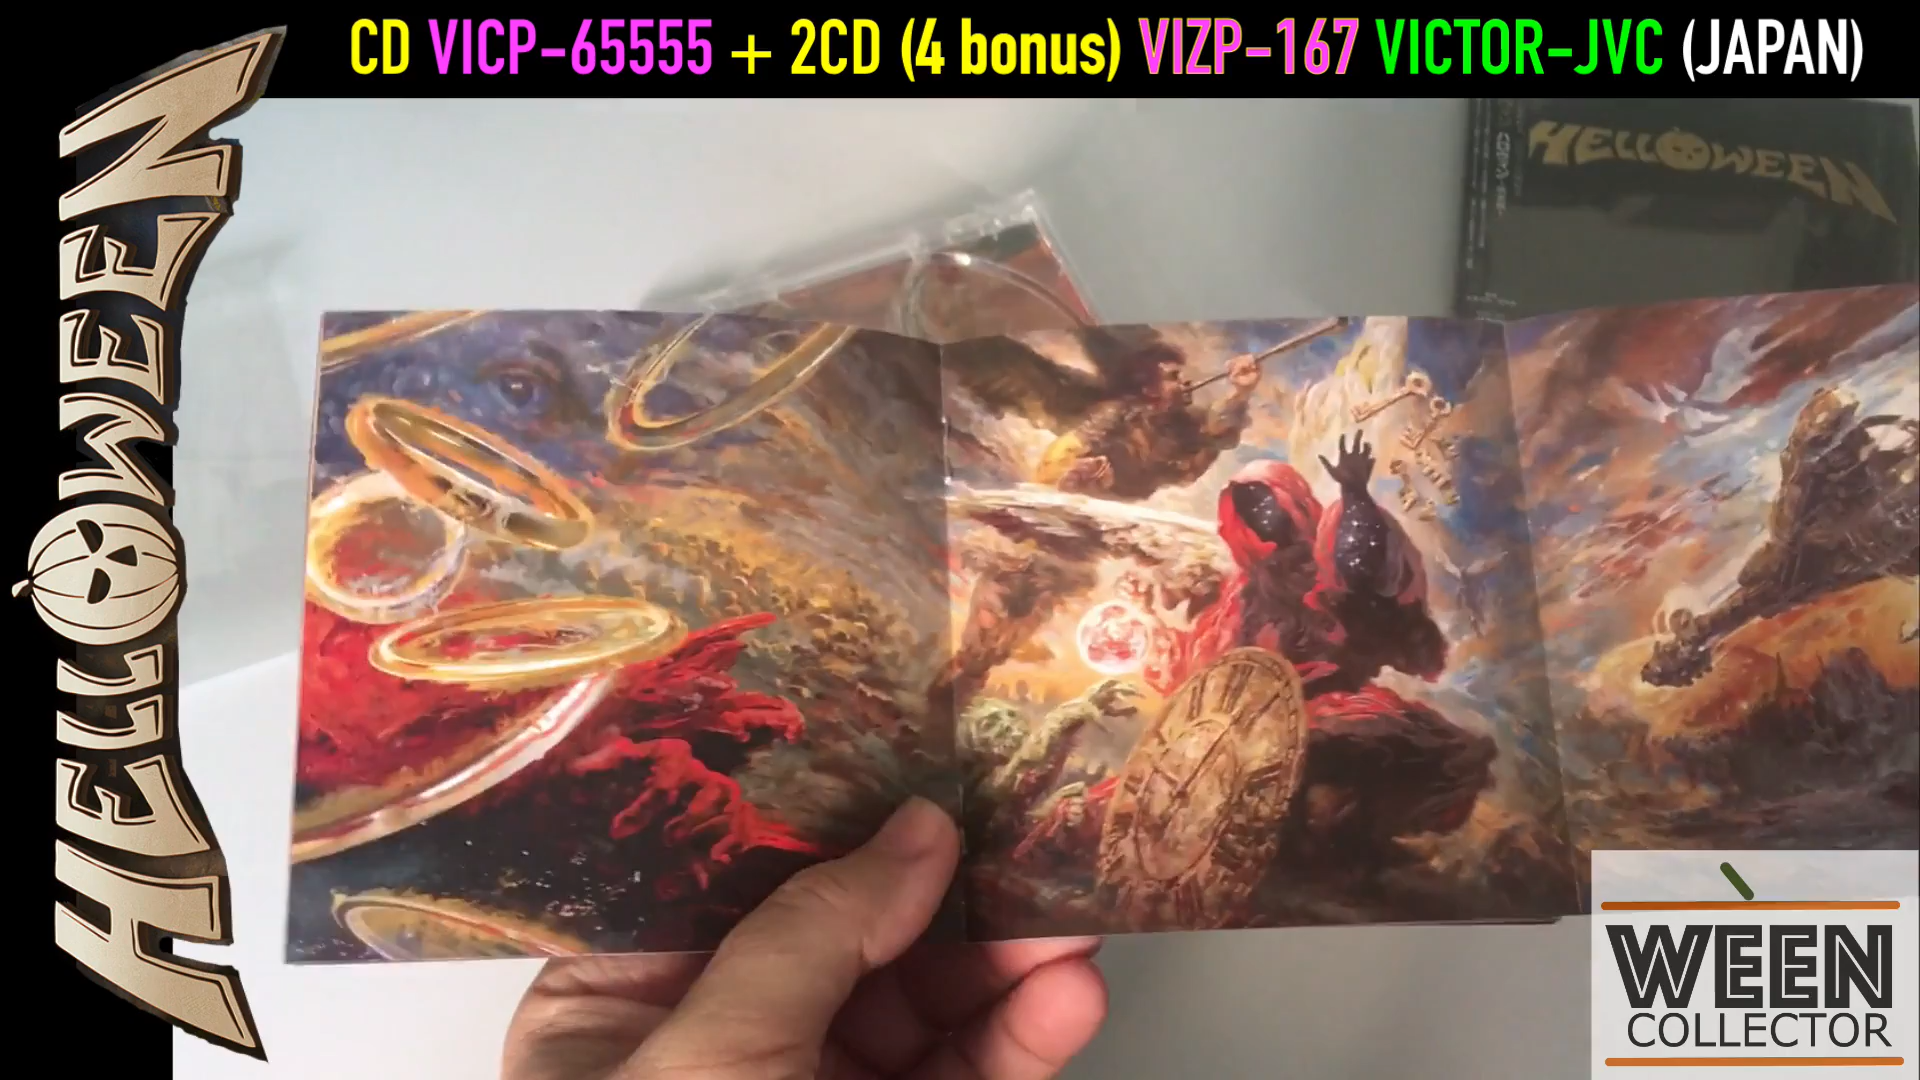 CD VICP-65555 + 2CD (4 bonus) VIZP-167 VICTOR-JVC (JAPAN)
HELLOWEEN
HELLOWEEN
WEEN
COLLECTOR